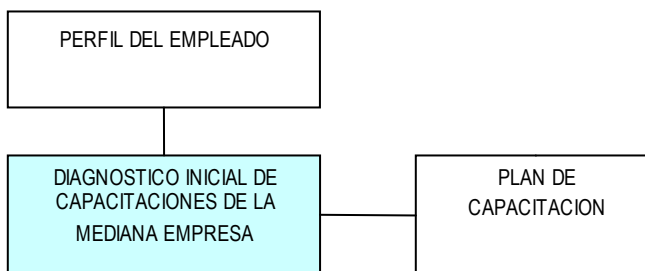 PERFIL DEL EMPLEADO
DIAGNOSTICO INICIAL DE
CAPACITACIONES DE LA
MEDIANA EMPRESA
PLAN DE
CAPACITACION